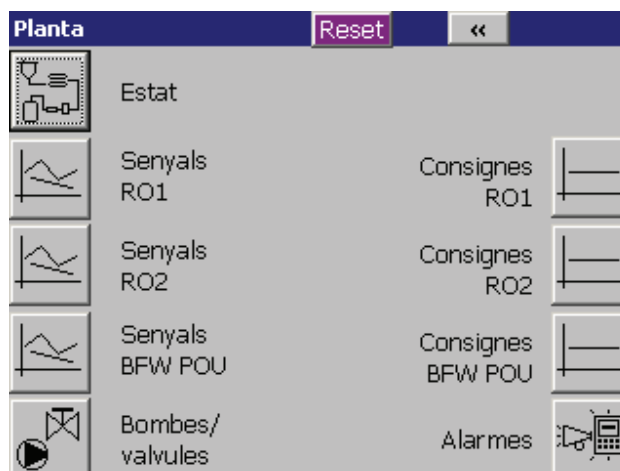 Planta Reset «
Estat
Senyals
RO1
Consignes
RO1
Senyals
RO2
Consignes
RO2
Senyals
BFW POU
Consignes
BFW POU
Bombes/
valvules
Alarmes